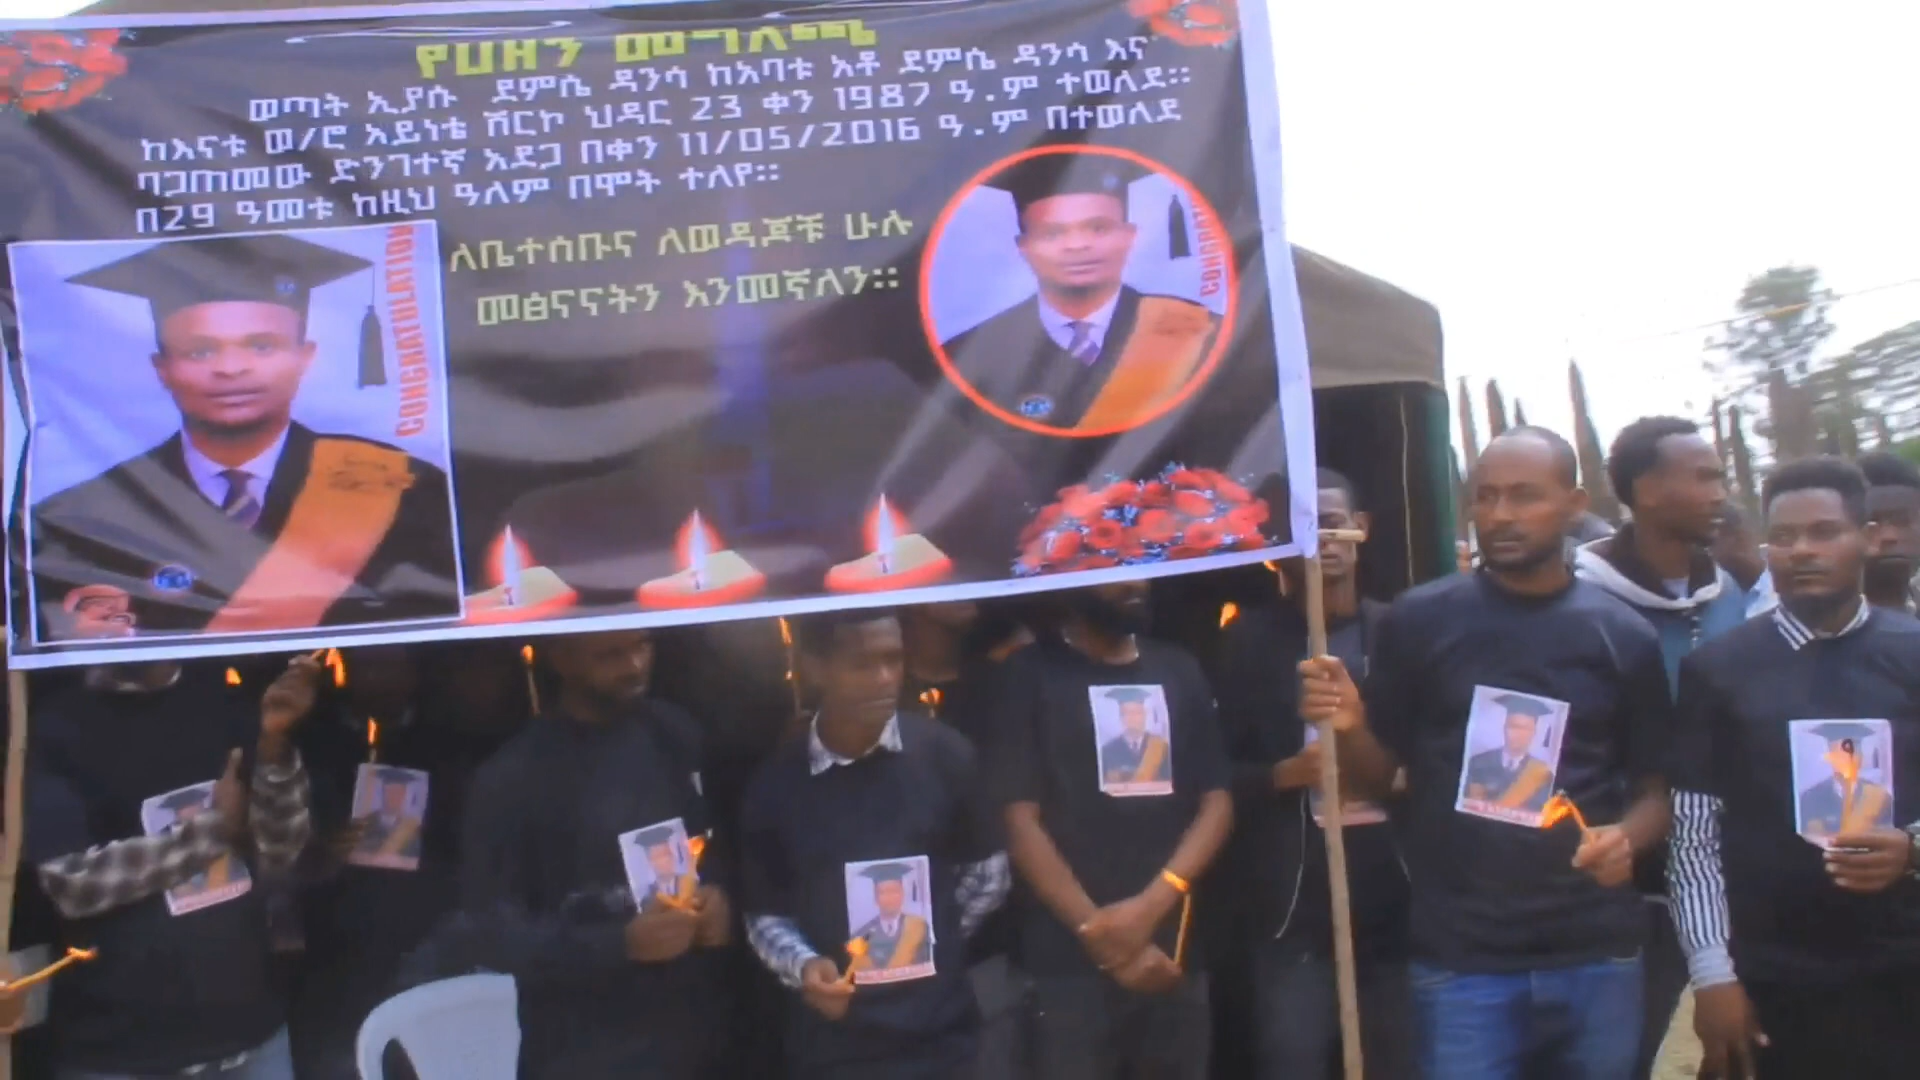 የሀዘን መግለጫ
ወጣት ኢያሱ ደምሴ ዳንሳ ከአባቱ አቶ ደምሴ ዳንሳ እና
ከእናቱ ወ/ሮ አይነቴ ሽርኮ ህዳር 23 ቀን 1987 ዓ.ም ተወለደ።
ባጋጠመው ድንገተኛ አደጋ በቀን 11/05/2016 ዓ.ም በተወለደ
በ29 ዓመቱ ከዚህ ዓለም በሞት ተለየ።
ለቤተሰቡና ለወዳጆቹ ሁሉ
መፅናናትን እንመኛለን።
CONGRATULATION
CONGRAT